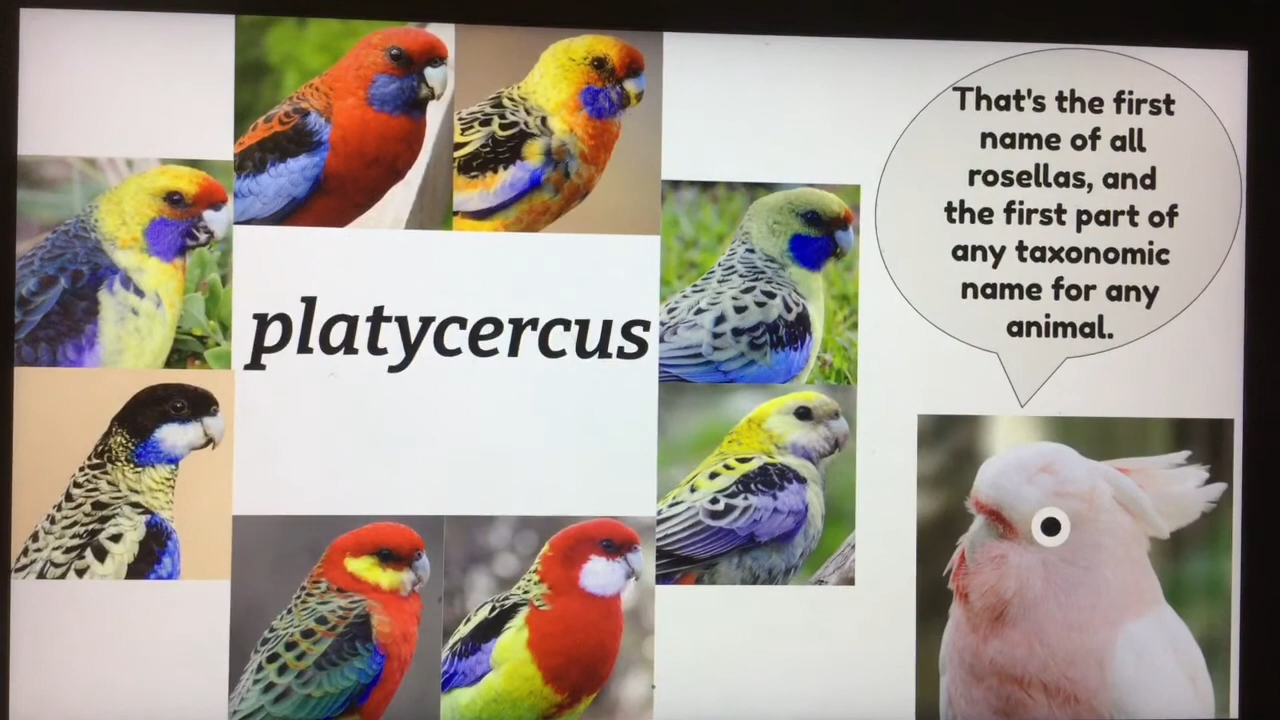 platycercus
That's the first
name of all
rosellas, and
the first part of
any taxonomic
name for any
animal.